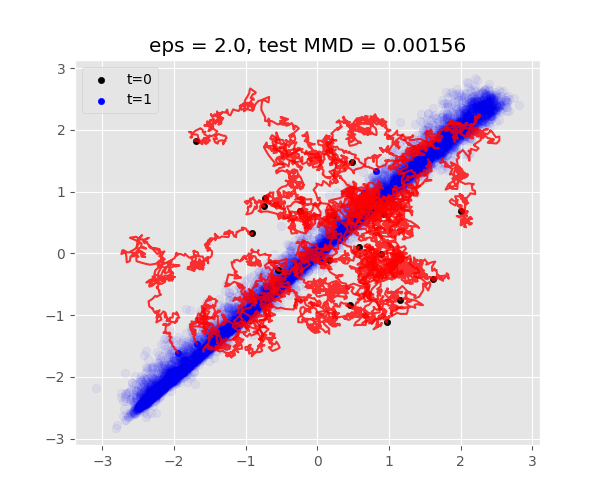 eps = 2.0, test MMD = 0.00156
t=0
t=1
3
2
1
0
−1
−2
−3
−3 −2 −1 0 1 2 3